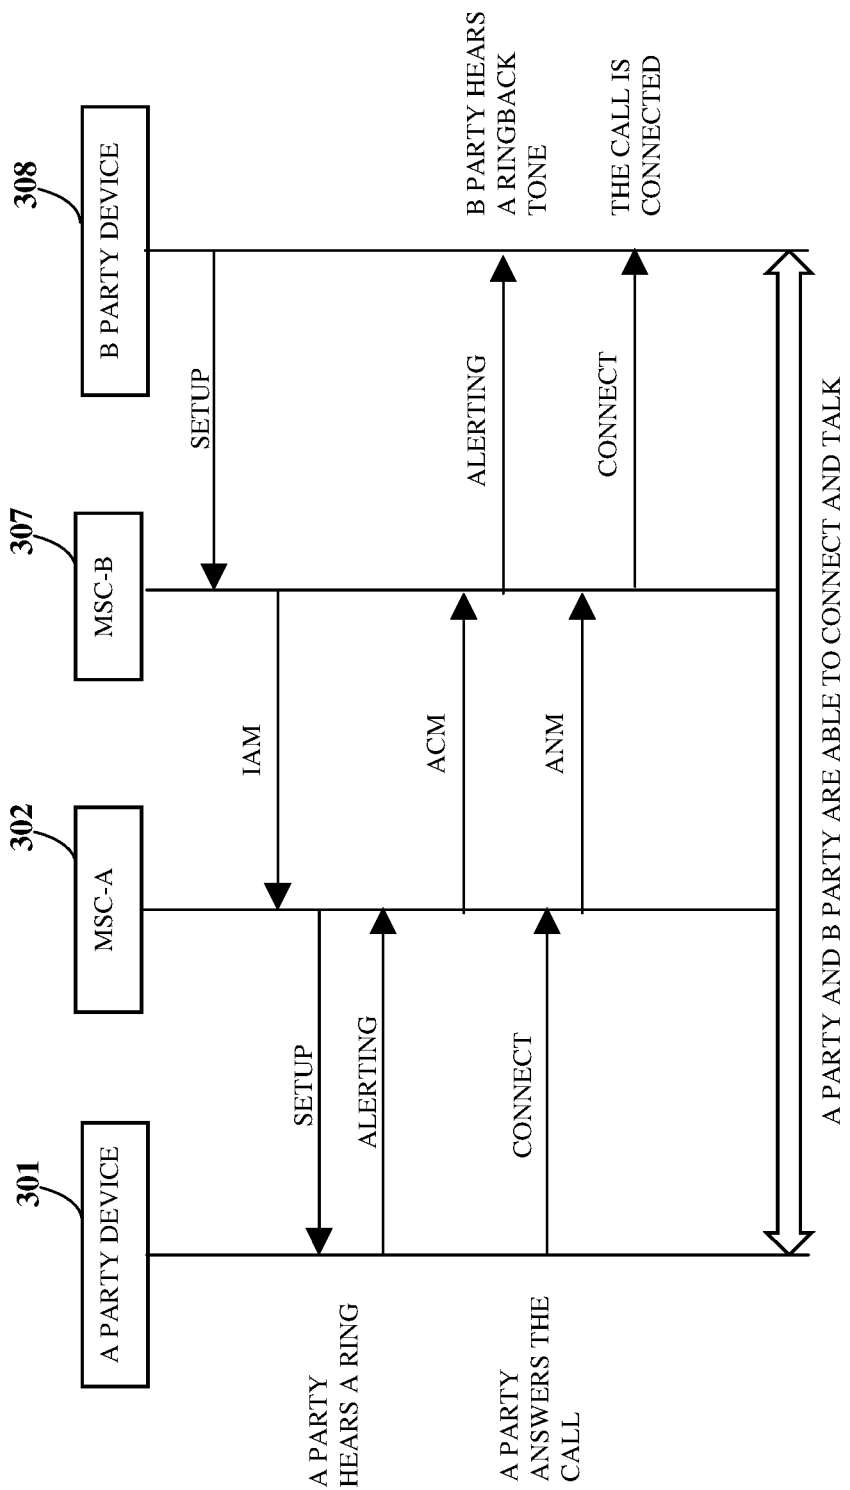 301
302
307
308
A PARTY DEVICE
MSC-A
MSC-B
B PARTY DEVICE
SETUP
IAM
SETUP
A PARTY
HEARS A RING
ALERTING
ACM
ALERTING
B PARTY HEARS
A RINGBACK
TONE
A PARTY
ANSWERS THE
CALL
CONNECT
ANM
CONNECT
THE CALL IS
CONNECTED
A PARTY AND B PARTY ARE ABLE TO CONNECT AND TALK